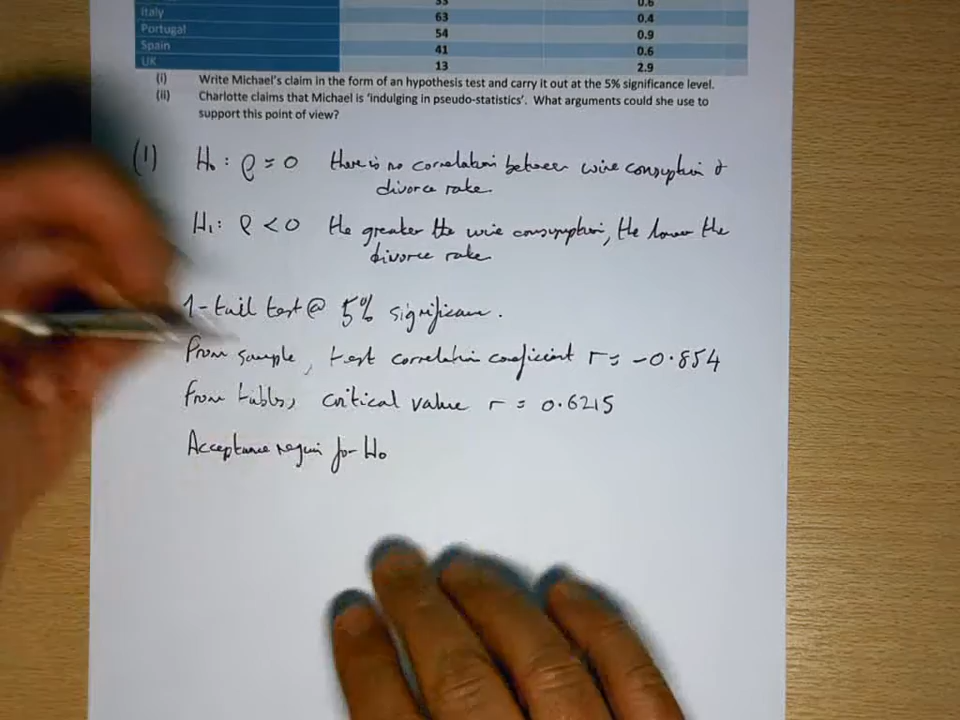 Italy 63 0.4
Portugal 54 0.9
Spain 41 0.6
UK 13 2.9
(i) Write Michael's claim in the form of an hypothesis test and carry it out at the 5% significance level.
(ii) Charlotte claims that Michael is 'indulging in pseudo-statistics'. What arguments could she use to
support this point of view?
(1) H₀ : ρ = 0 there is no correlation between wine consumption &
divorce rate.
H₁ : ρ < 0 the greater the wine consumption, the lower the
divorce rate
1-tail test @ 5% significance.
From sample, test correlation coefficient r = -0.854
From tables, critical value r = 0.6215
Acceptance region for H₀